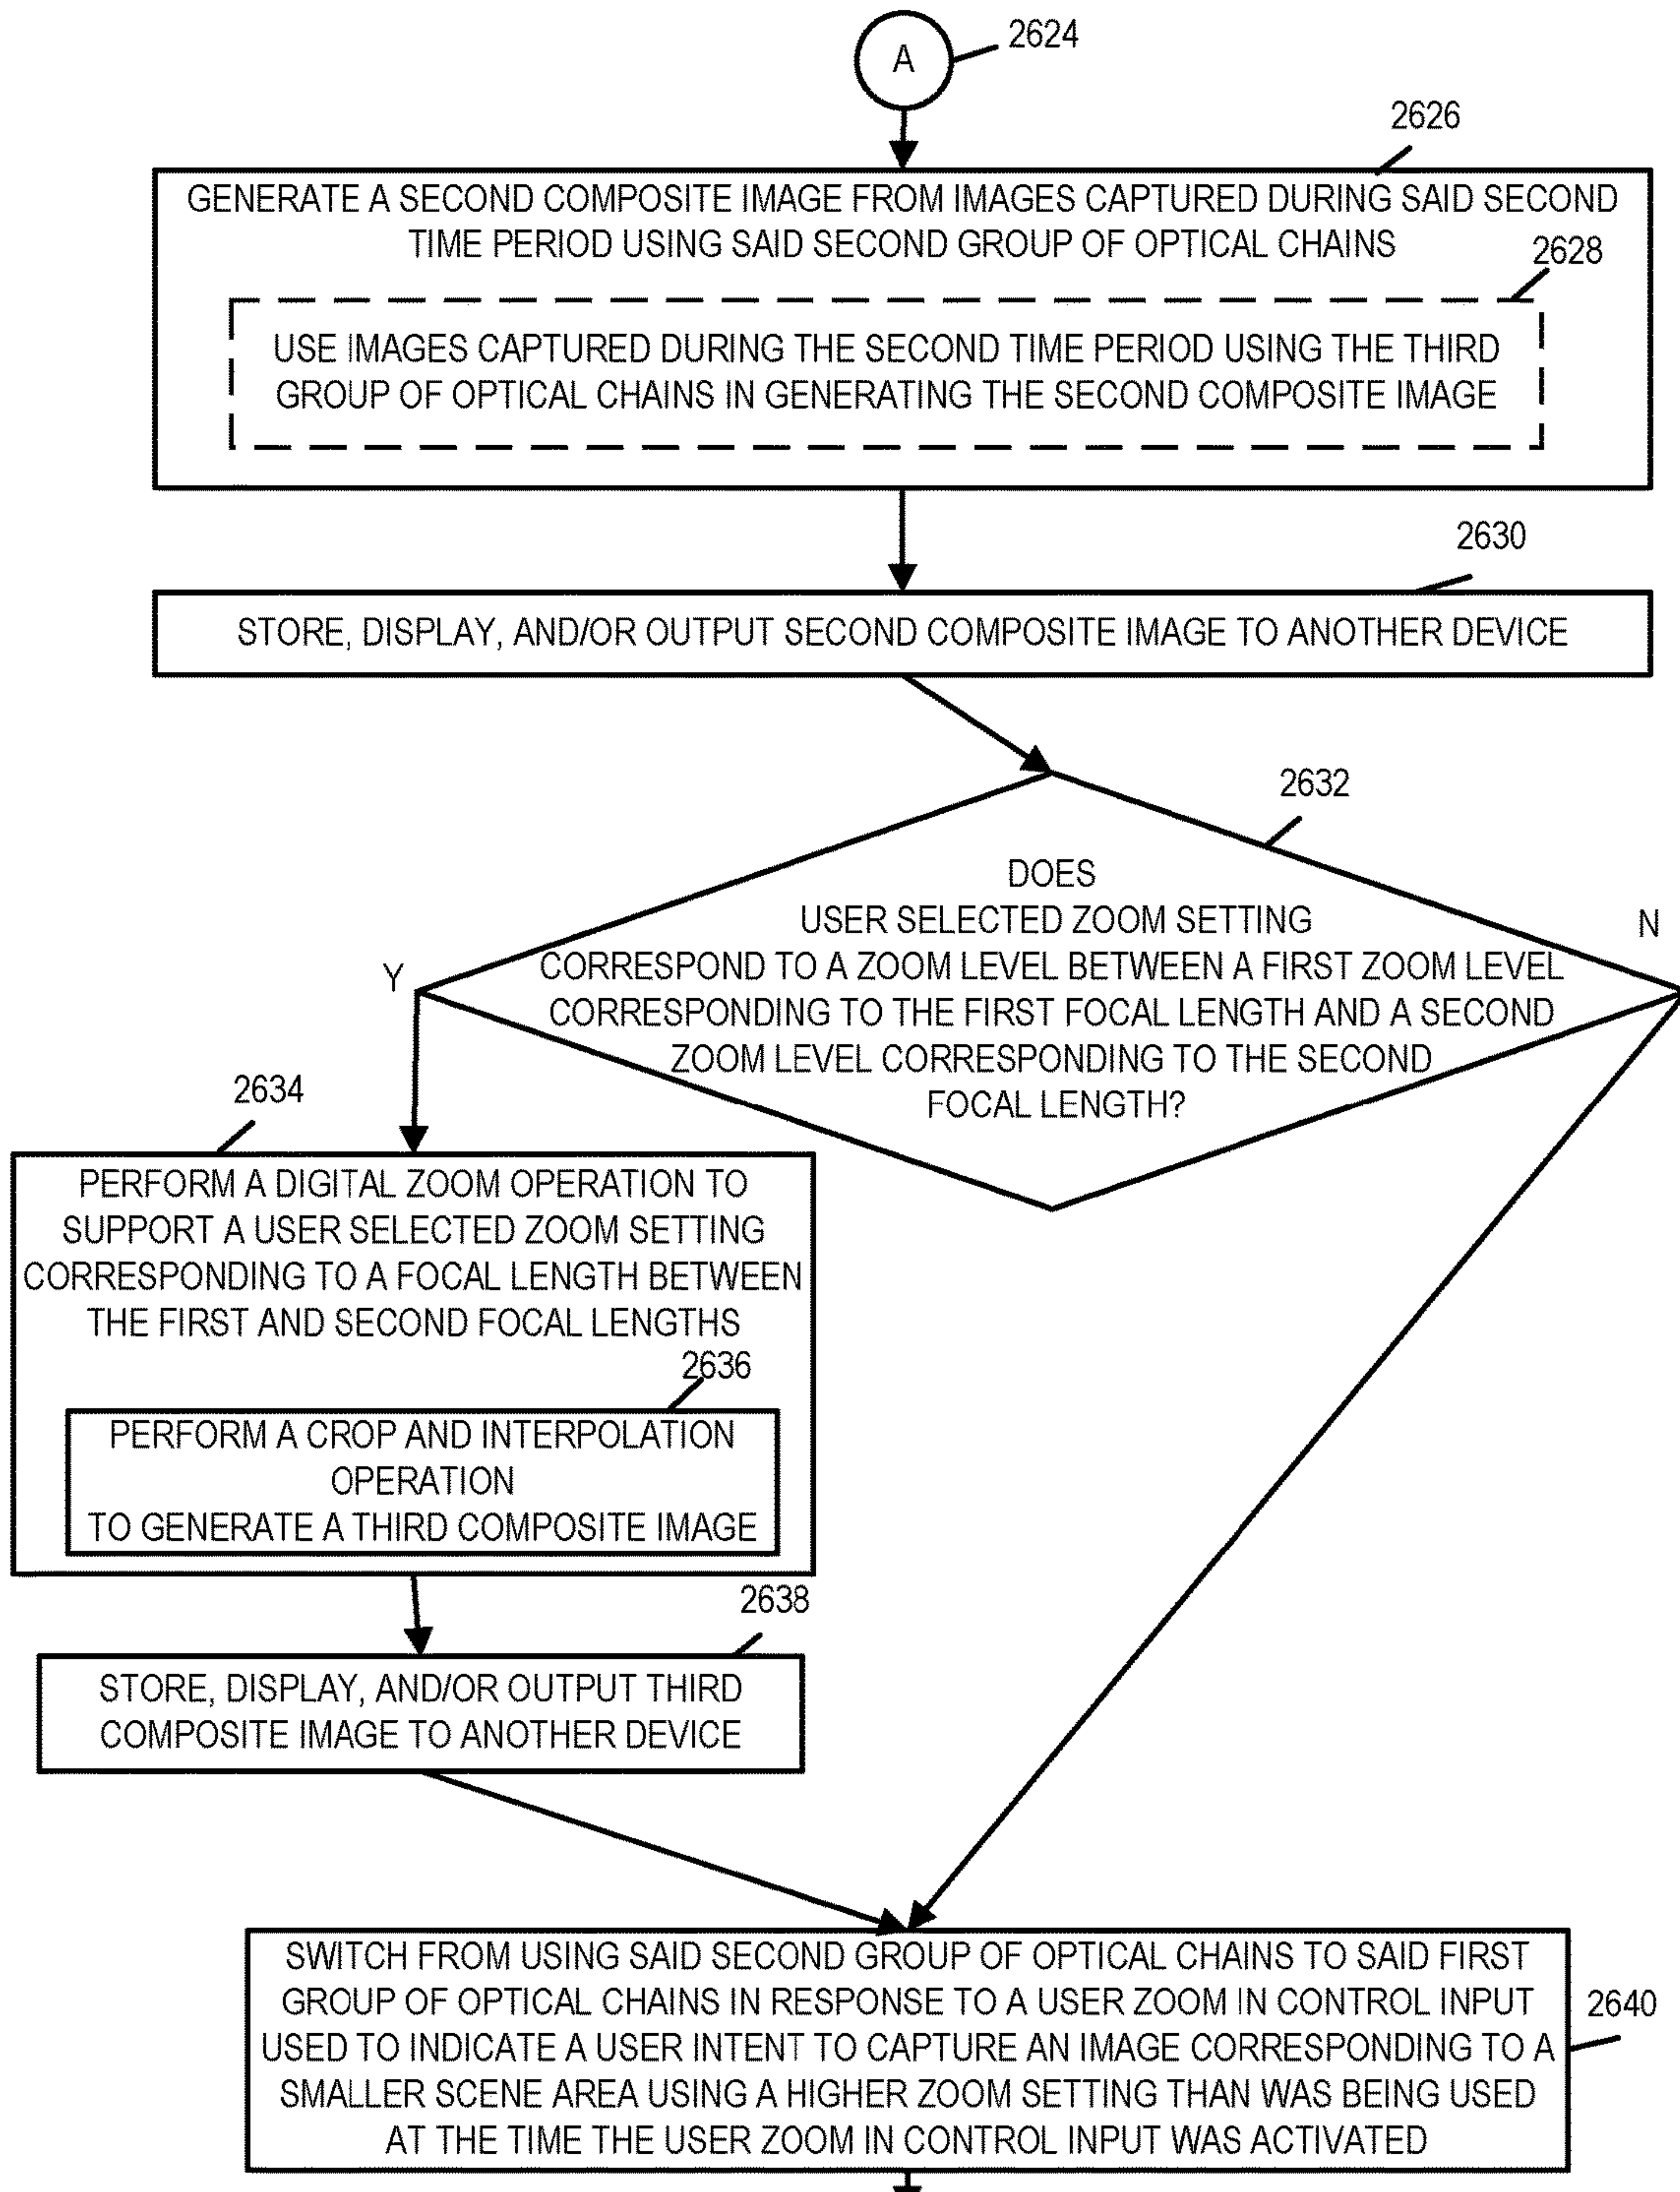 A
2624
2626
GENERATE A SECOND COMPOSITE IMAGE FROM IMAGES CAPTURED DURING SAID SECOND
TIME PERIOD USING SAID SECOND GROUP OF OPTICAL CHAINS
2628
USE IMAGES CAPTURED DURING THE SECOND TIME PERIOD USING THE THIRD
GROUP OF OPTICAL CHAINS IN GENERATING THE SECOND COMPOSITE IMAGE
2630
STORE, DISPLAY, AND/OR OUTPUT SECOND COMPOSITE IMAGE TO ANOTHER DEVICE
2632
DOES
USER SELECTED ZOOM SETTING
CORRESPOND TO A ZOOM LEVEL BETWEEN A FIRST ZOOM LEVEL
CORRESPONDING TO THE FIRST FOCAL LENGTH AND A SECOND
ZOOM LEVEL CORRESPONDING TO THE SECOND
FOCAL LENGTH?
N
Y
2634
PERFORM A DIGITAL ZOOM OPERATION TO
SUPPORT A USER SELECTED ZOOM SETTING
CORRESPONDING TO A FOCAL LENGTH BETWEEN
THE FIRST AND SECOND FOCAL LENGTHS
2636
PERFORM A CROP AND INTERPOLATION
OPERATION
TO GENERATE A THIRD COMPOSITE IMAGE
2638
STORE, DISPLAY, AND/OR OUTPUT THIRD
COMPOSITE IMAGE TO ANOTHER DEVICE
SWITCH FROM USING SAID SECOND GROUP OF OPTICAL CHAINS TO SAID FIRST
GROUP OF OPTICAL CHAINS IN RESPONSE TO A USER ZOOM IN CONTROL INPUT
USED TO INDICATE A USER INTENT TO CAPTURE AN IMAGE CORRESPONDING TO A
SMALLER SCENE AREA USING A HIGHER ZOOM SETTING THAN WAS BEING USED
AT THE TIME THE USER ZOOM IN CONTROL INPUT WAS ACTIVATED
2640